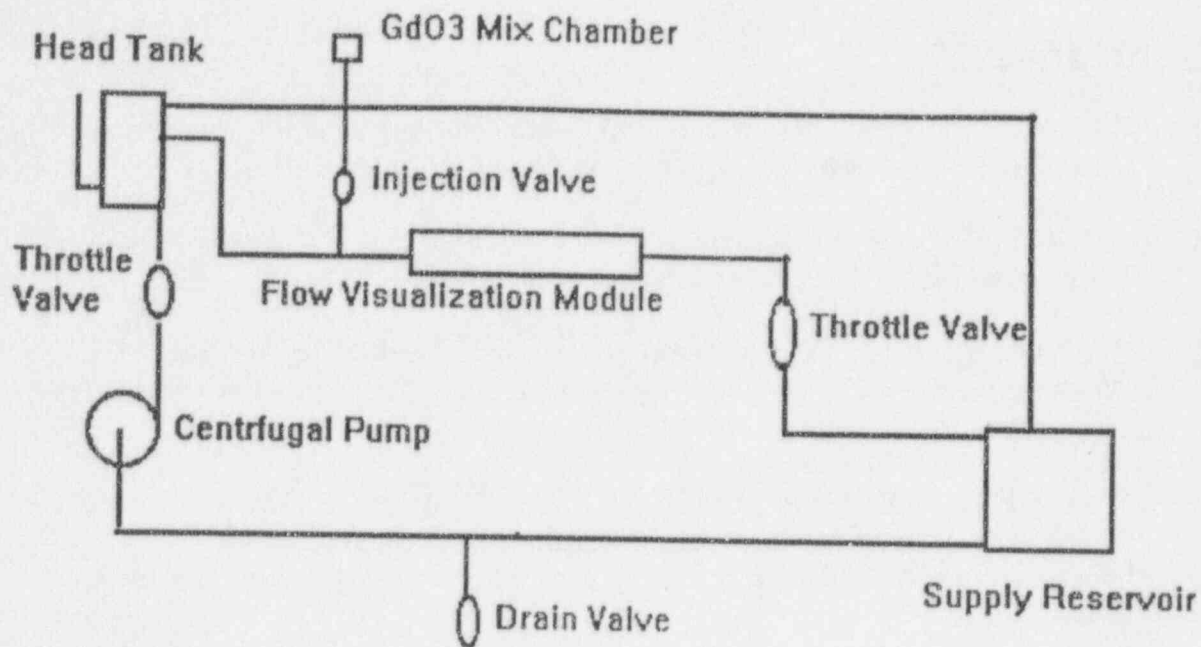 GdO3 Mix Chamber
Head Tank
Injection Valve
Throttle
Valve
Flow Visualization Module
Throttle Valve
Centrfugal Pump
Supply Reservoir
Drain Valve